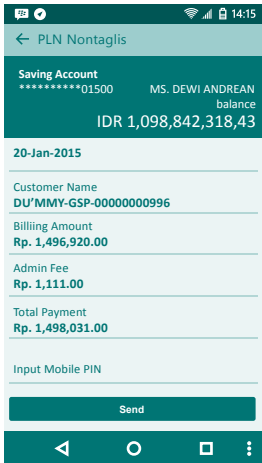 14:15
PLN Nontaglis
Saving Account
**********01500 MS. DEWI ANDREAN
balance
IDR 1,098,842,318,43
20-Jan-2015
Customer Name
DU'MMY-GSP-00000000996
Billiing Amount
Rp. 1,496,920.00
Admin Fee
Rp. 1,111.00
Total Payment
Rp. 1,498,031.00
Input Mobile PIN
Send